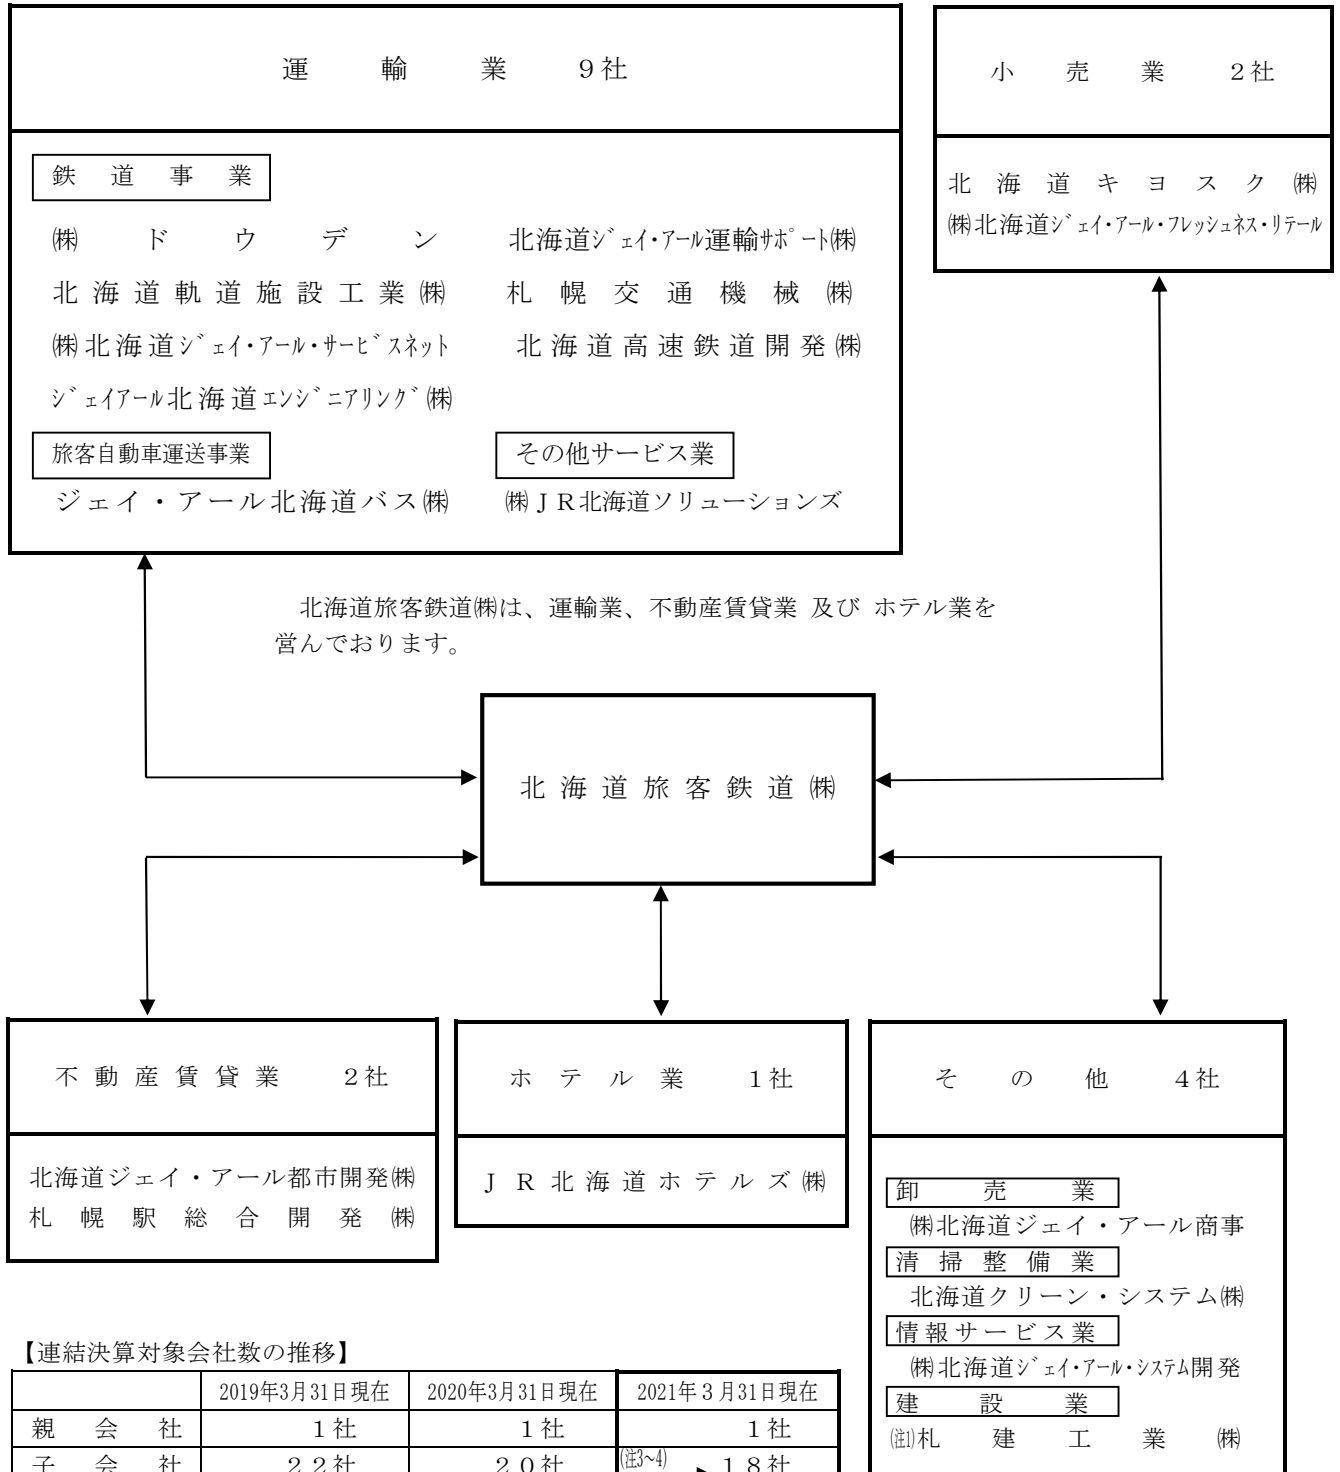 運輸業 9社
鉄道事業
㈱ドウデン 北海道ｼﾞｪｲ・ｱｰﾙ運輸ｻﾎﾟｰﾄ㈱
北海道軌道施設工業㈱ 札幌交通機械㈱
㈱北海道ｼﾞｪｲ・ｱｰﾙ・ｻｰﾋﾞｽﾈｯﾄ 北海道高速鉄道開発㈱
ｼﾞｪｲｱｰﾙ北海道ｴﾝｼﾞﾆｱﾘﾝｸﾞ㈱
旅客自動車運送事業 その他サービス業
ジェイ・アール北海道バス㈱ ㈱ＪＲ北海道ソリューションズ
小売業 2社
北海道キヨスク㈱
㈱北海道ｼﾞｪｲ・ｱｰﾙ・ﾌﾚｯｼｭﾈｽ・ﾘﾃｰﾙ
北海道旅客鉄道㈱は、運輸業、不動産賃貸業 及び ホテル業を
営んでおります。
北海道旅客鉄道㈱
不動産賃貸業 2社
北海道ジェイ・アール都市開発㈱
札幌駅総合開発㈱
ホテル業 1社
ＪＲ北海道ホテルズ㈱
その他 4社
卸売業
㈱北海道ジェイ・アール商事
清掃整備業
北海道クリーン・システム㈱
情報サービス業
㈱北海道ｼﾞｪｲ・ｱｰﾙ・ｼｽﾃﾑ開発
建設業
(注1)札建工業㈱
【連結決算対象会社数の推移】
2019年3月31日現在 2020年3月31日現在 2021年３月31日現在
親会社 1社 1社 1社
子会社 22社 20社 (注3~4) 18社